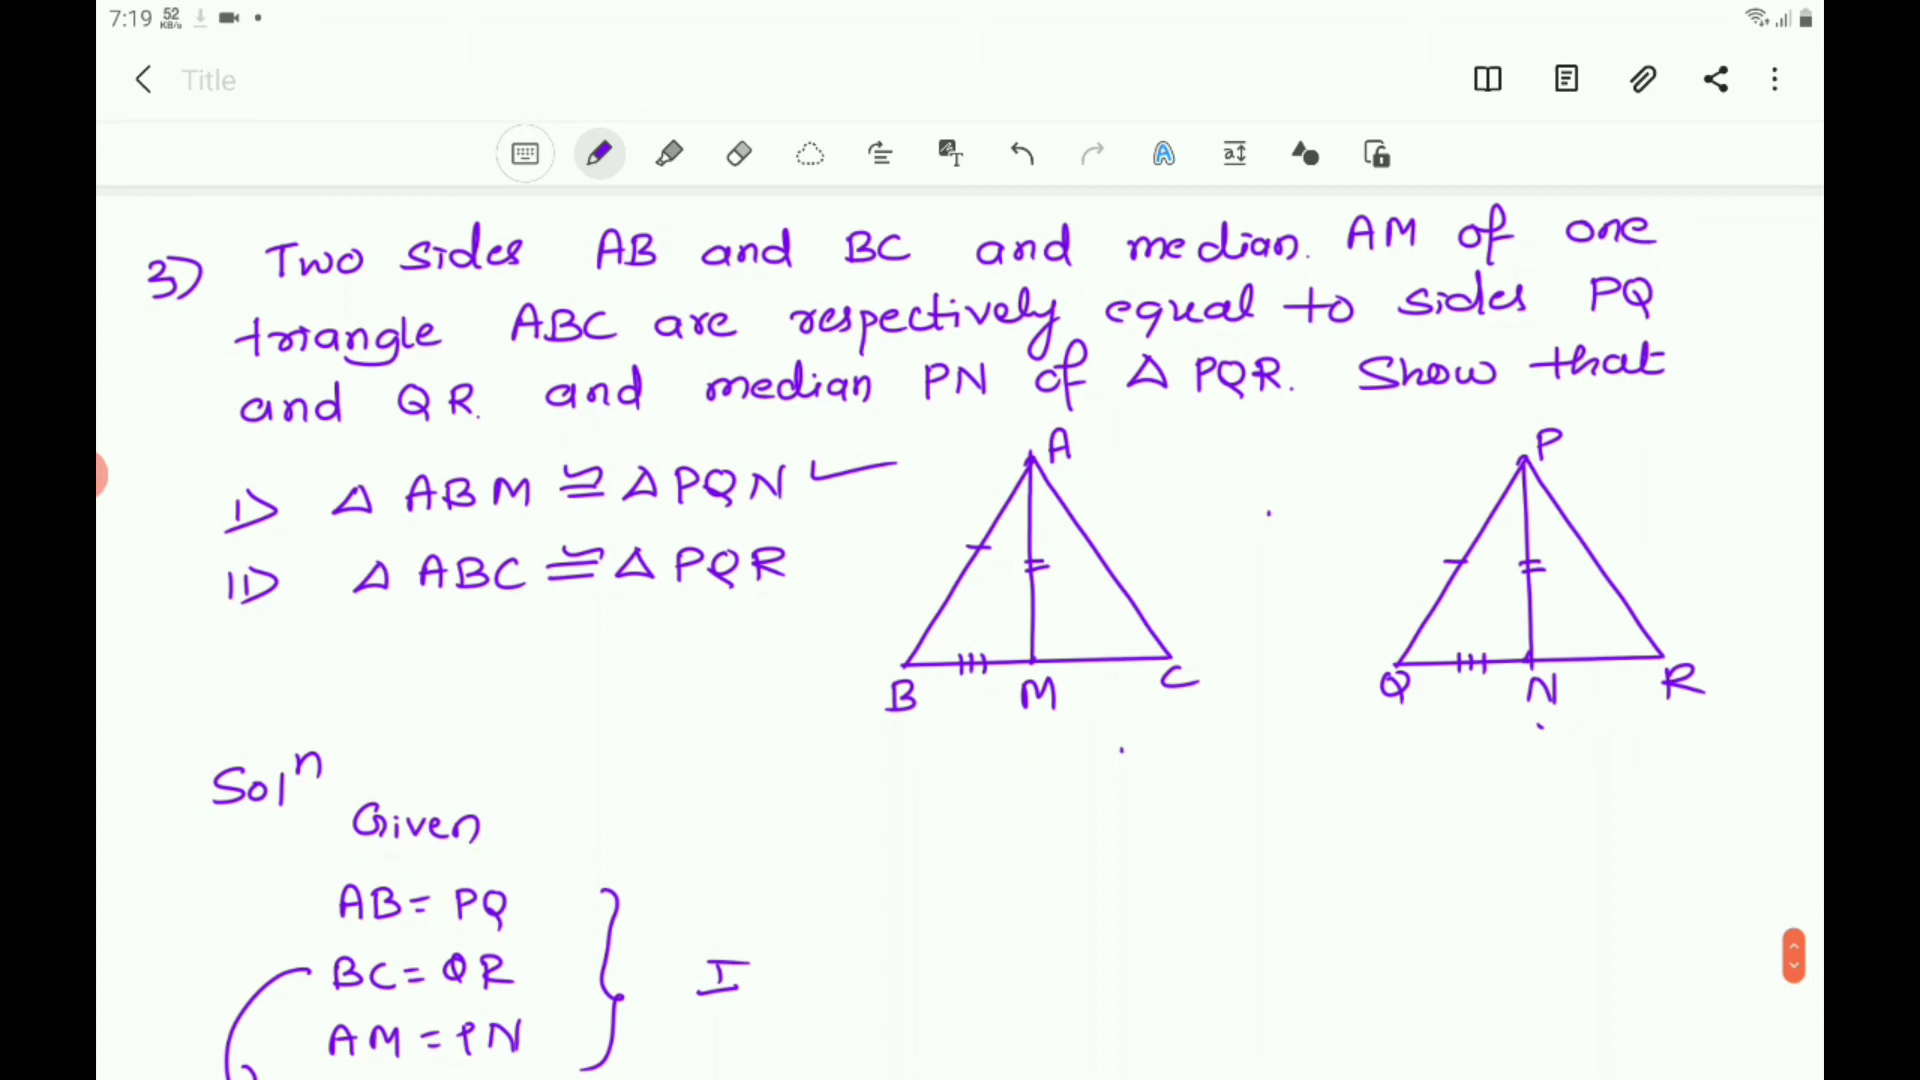 7:19 52 KB/s
Title
3) Two sides AB and BC and median. AM of one
triangle ABC are respectively equal to sides PQ
and QR. and median PN of △ PQR. Show that
I) △ ABM ≅ △ PQN ✓
II) △ ABC ≅ △ PQR
A
B M C
P
Q N R
Solⁿ
Given
AB = PQ
BC = QR
AM = PN
I